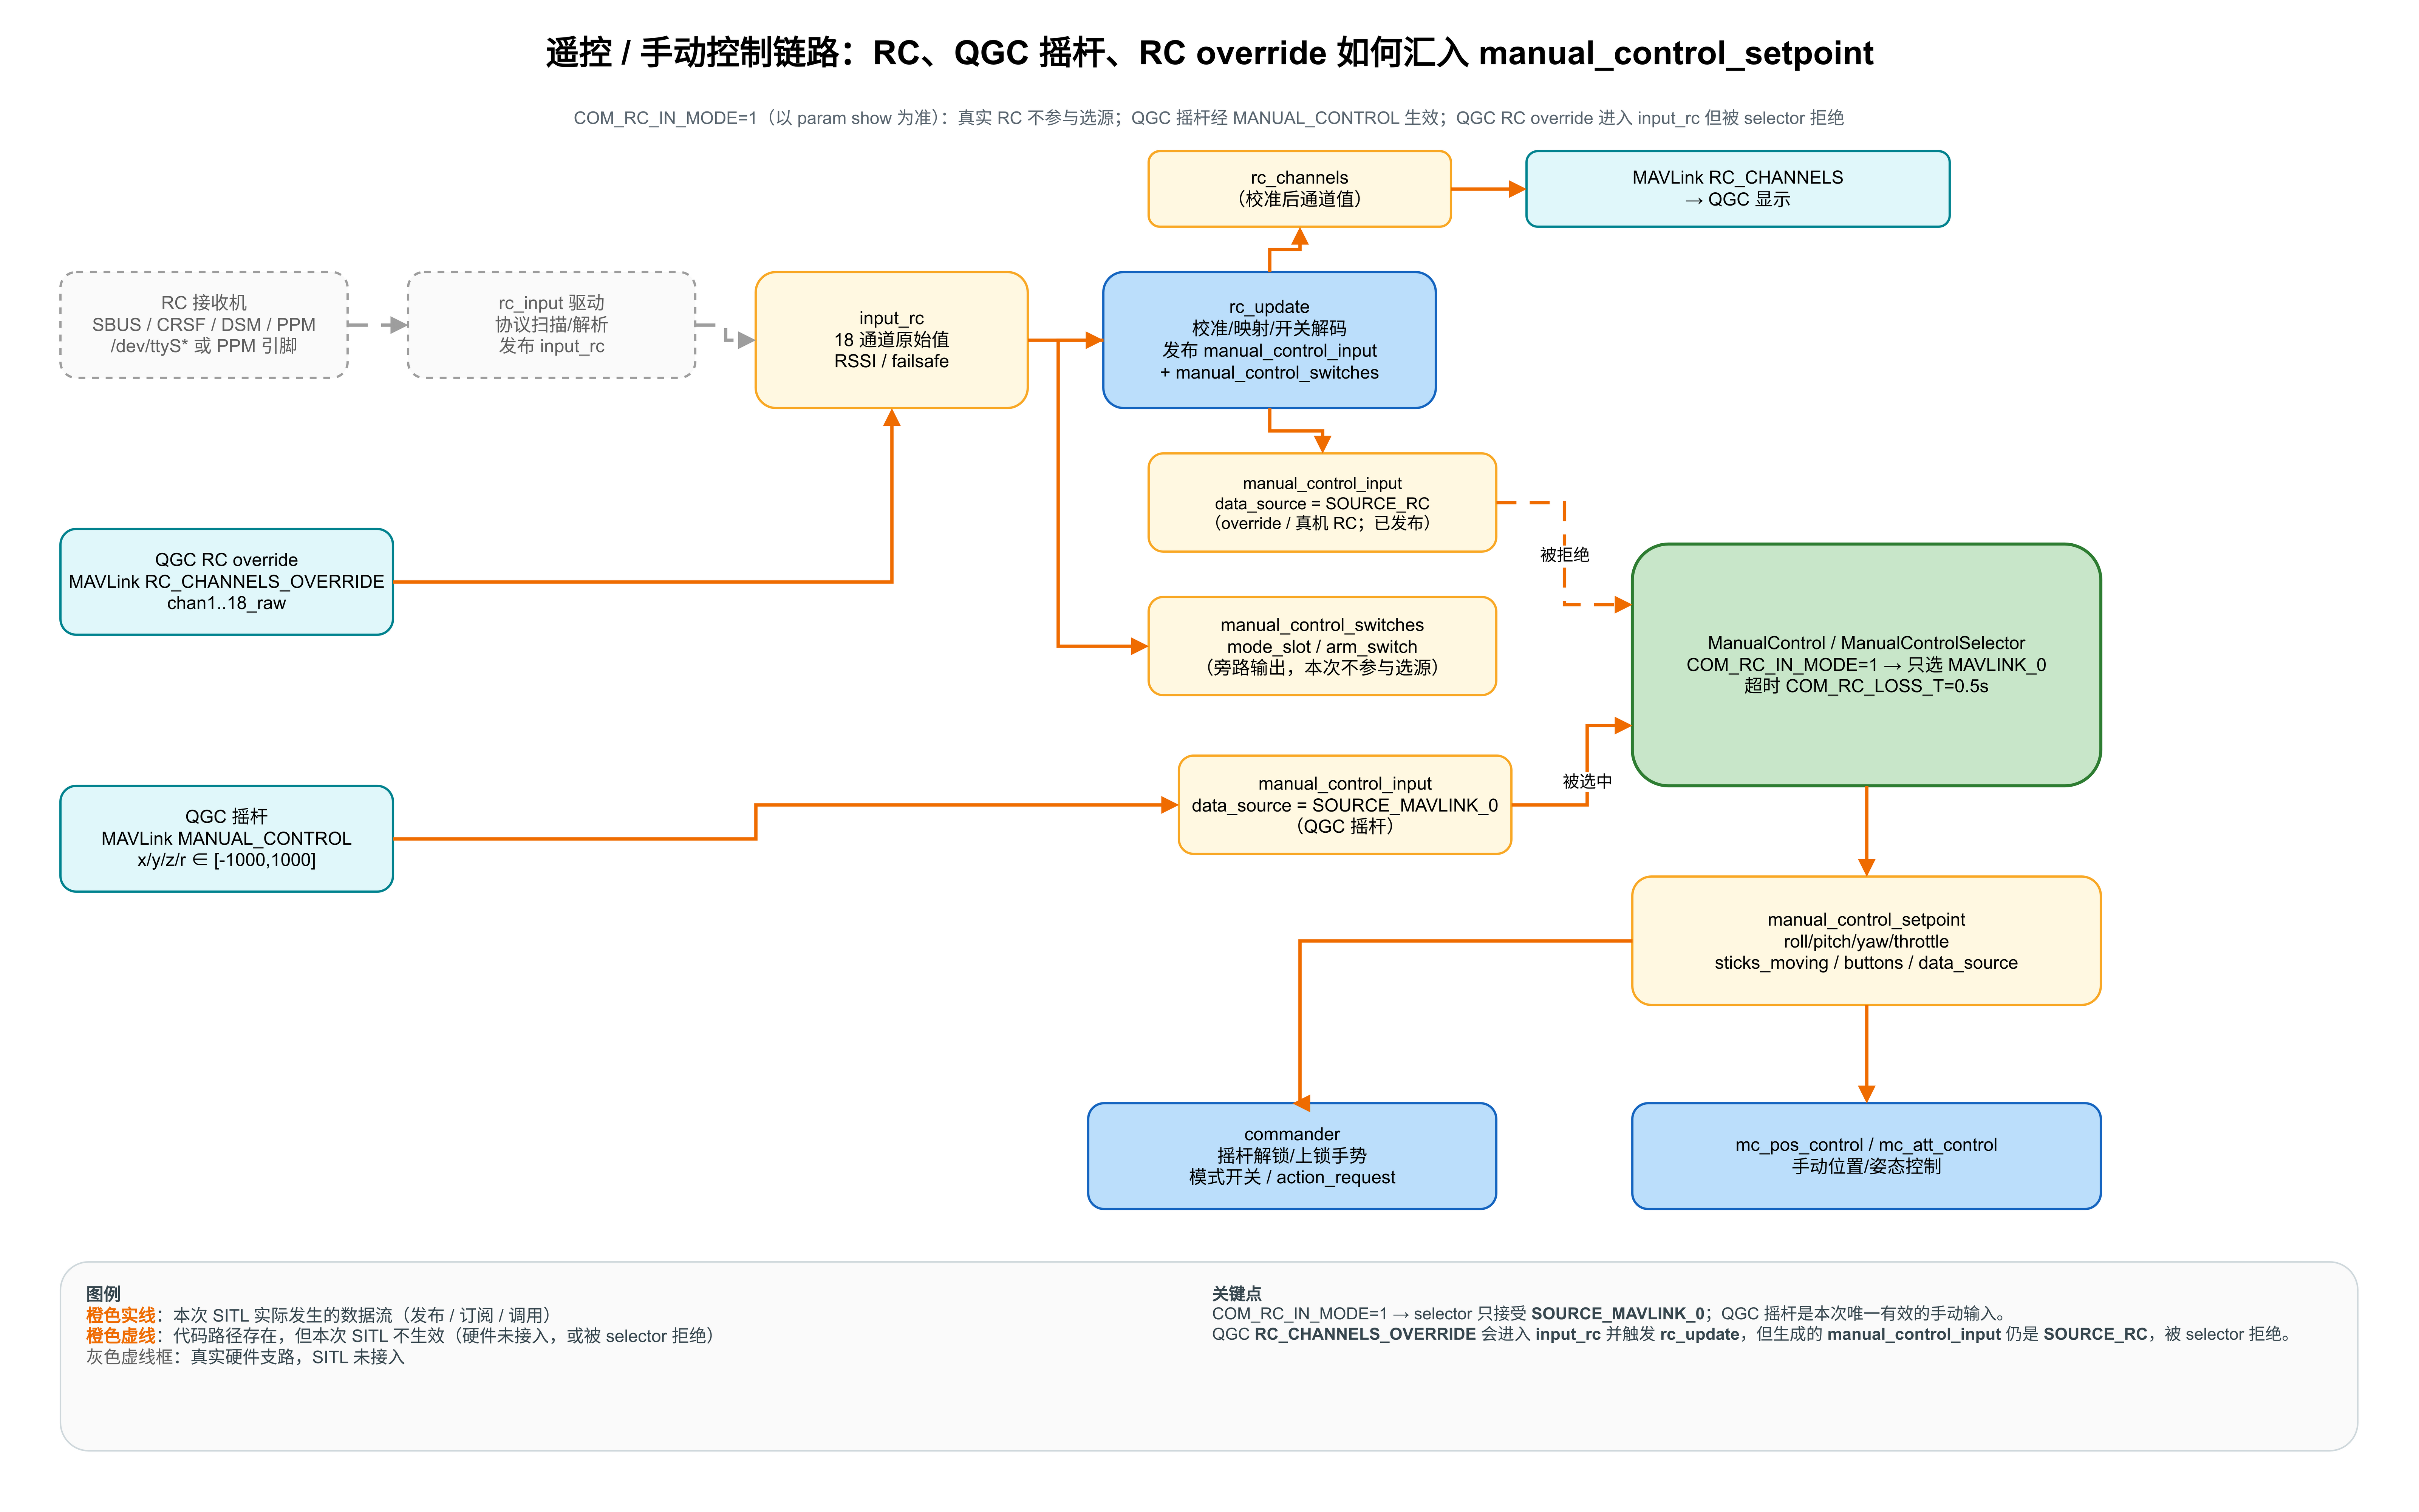 遥控 / 手动控制链路：RC、QGC 摇杆、RC override 如何汇入 manual_control_setpoint
COM_RC_IN_MODE=1（以 param show 为准）：真实 RC 不参与选源；QGC 摇杆经 MANUAL_CONTROL 生效；QGC RC override 进入 input_rc 但被 selector 拒绝
rc_channels
（校准后通道值）
MAVLink RC_CHANNELS
→ QGC 显示
RC 接收机
SBUS / CRSF / DSM / PPM
/dev/ttyS* 或 PPM 引脚
rc_input 驱动
协议扫描/解析
发布 input_rc
input_rc
18 通道原始值
RSSI / failsafe
rc_update
校准/映射/开关解码
发布 manual_control_input
+ manual_control_switches
manual_control_input
data_source = SOURCE_RC
（override / 真机 RC；已发布）
被拒绝
QGC RC override
MAVLink RC_CHANNELS_OVERRIDE
chan1..18_raw
manual_control_switches
mode_slot / arm_switch
（旁路输出，本次不参与选源）
ManualControl / ManualControlSelector
COM_RC_IN_MODE=1 → 只选 MAVLINK_0
超时 COM_RC_LOSS_T=0.5s
QGC 摇杆
MAVLink MANUAL_CONTROL
x/y/z/r ∈ [-1000,1000]
manual_control_input
data_source = SOURCE_MAVLINK_0
（QGC 摇杆）
被选中
manual_control_setpoint
roll/pitch/yaw/throttle
sticks_moving / buttons / data_source
commander
摇杆解锁/上锁手势
模式开关 / action_request
mc_pos_control / mc_att_control
手动位置/姿态控制
图例
橙色实线：本次 SITL 实际发生的数据流（发布 / 订阅 / 调用）
橙色虚线：代码路径存在，但本次 SITL 不生效（硬件未接入，或被 selector 拒绝）
灰色虚线框：真实硬件支路，SITL 未接入
关键点
COM_RC_IN_MODE=1 → selector 只接受 SOURCE_MAVLINK_0；QGC 摇杆是本次唯一有效的手动输入。
QGC RC_CHANNELS_OVERRIDE 会进入 input_rc 并触发 rc_update，但生成的 manual_control_input 仍是 SOURCE_RC，被 selector 拒绝。